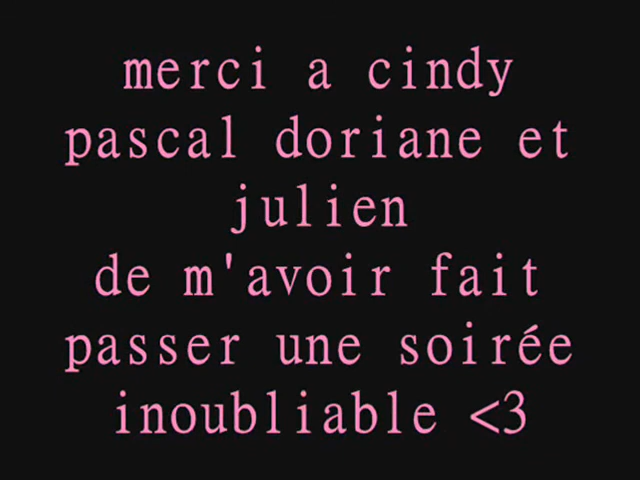 merci a cindy
pascal doriane et
julien
de m'avoir fait
passer une soirée
inoubliable <3